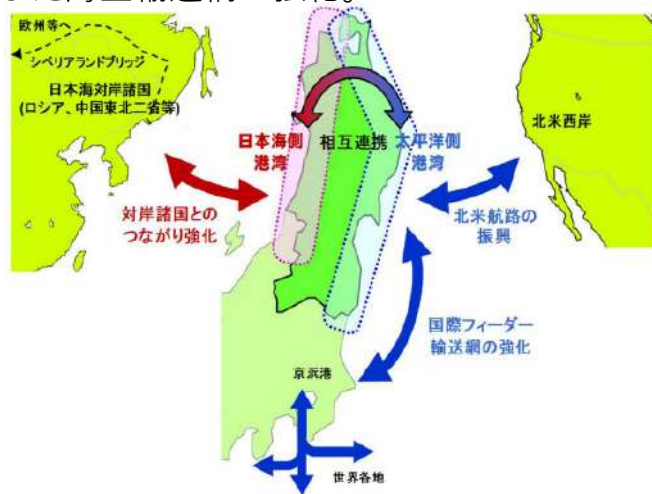 欧州等へ
シベリアランドブリッジ
日本海対岸諸国
(ロシア、中国東北二省等)
北米西岸
日本海側
港湾
相互連携
太平洋側
港湾
対岸諸国との
つながり強化
北米航路の
振興
国際フィーダー
輸送網の強化
京浜港
世界各地